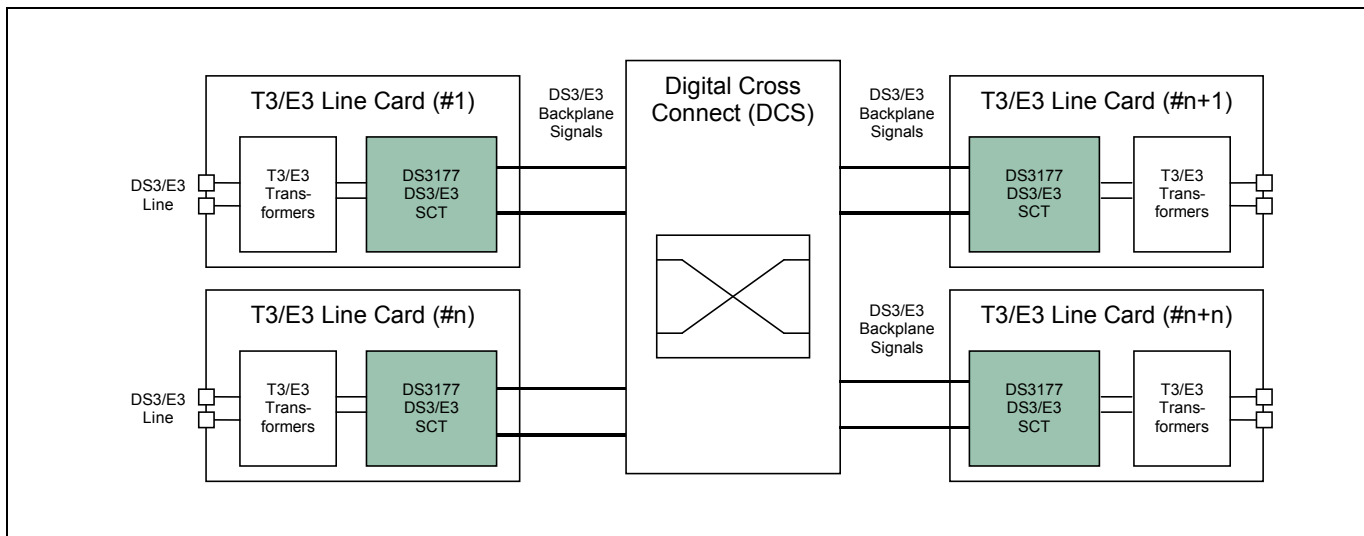 T3/E3 Line Card (#1)
T3/E3
Trans-
formers
DS3177
DS3/E3
SCT
DS3/E3
Line
DS3/E3
Backplane
Signals
Digital Cross
Connect (DCS)
DS3/E3
Backplane
Signals
T3/E3 Line Card (#n+1)
DS3177
DS3/E3
SCT
T3/E3
Trans-
formers
T3/E3 Line Card (#n)
T3/E3
Trans-
formers
DS3177
DS3/E3
SCT
DS3/E3
Line
DS3/E3
Backplane
Signals
T3/E3 Line Card (#n+n)
DS3177
DS3/E3
SCT
T3/E3
Trans-
formers